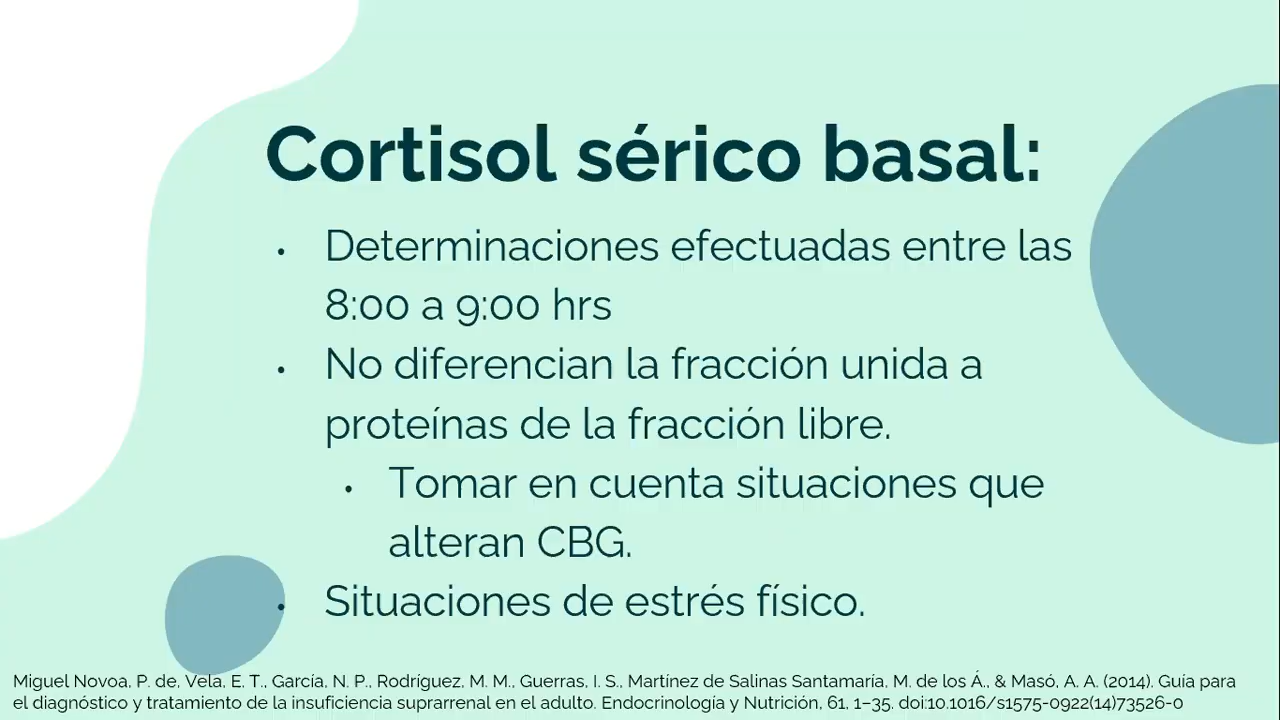 Cortisol sérico basal:
• Determinaciones efectuadas entre las
8:00 a 9:00 hrs
• No diferencian la fracción unida a
proteínas de la fracción libre.
• Tomar en cuenta situaciones que
alteran CBG.
• Situaciones de estrés físico.
Miguel Novoa, P. de, Vela, E. T., García, N. P., Rodríguez, M. M., Guerras, I. S., Martínez de Salinas Santamaría, M. de los Á., & Masó, A. A. (2014). Guía para
el diagnóstico y tratamiento de la insuficiencia suprarrenal en el adulto. Endocrinología y Nutrición, 61, 1–35. doi:10.1016/s1575-0922(14)73526-0